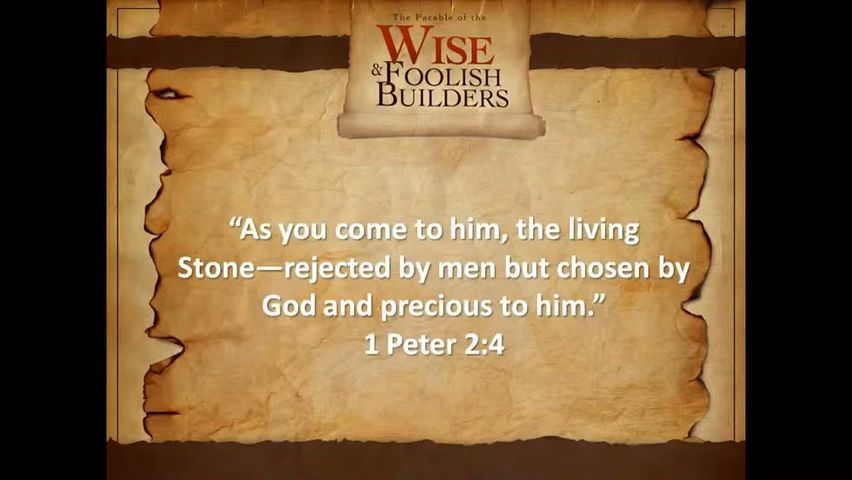 The Parable of the
WISE
& FOOLISH
BUILDERS
“As you come to him, the living
Stone—rejected by men but chosen by
God and precious to him.”
1 Peter 2:4